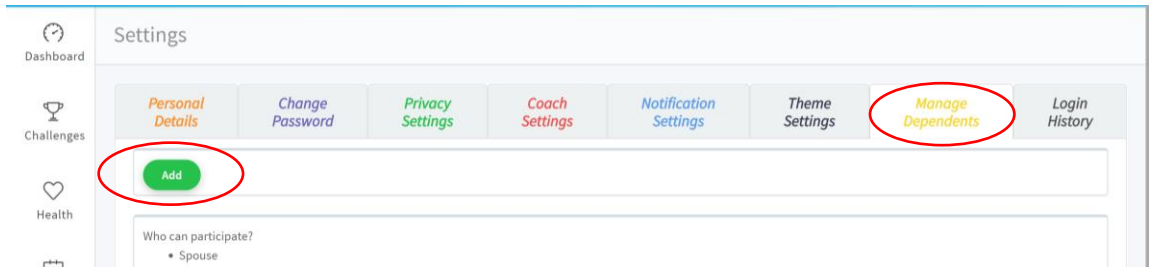 Settings
Dashboard
Personal Details
Change Password
Privacy Settings
Coach Settings
Notification Settings
Theme Settings
Manage Dependents
Login History
Challenges
Add
Health
Who can participate?
• Spouse